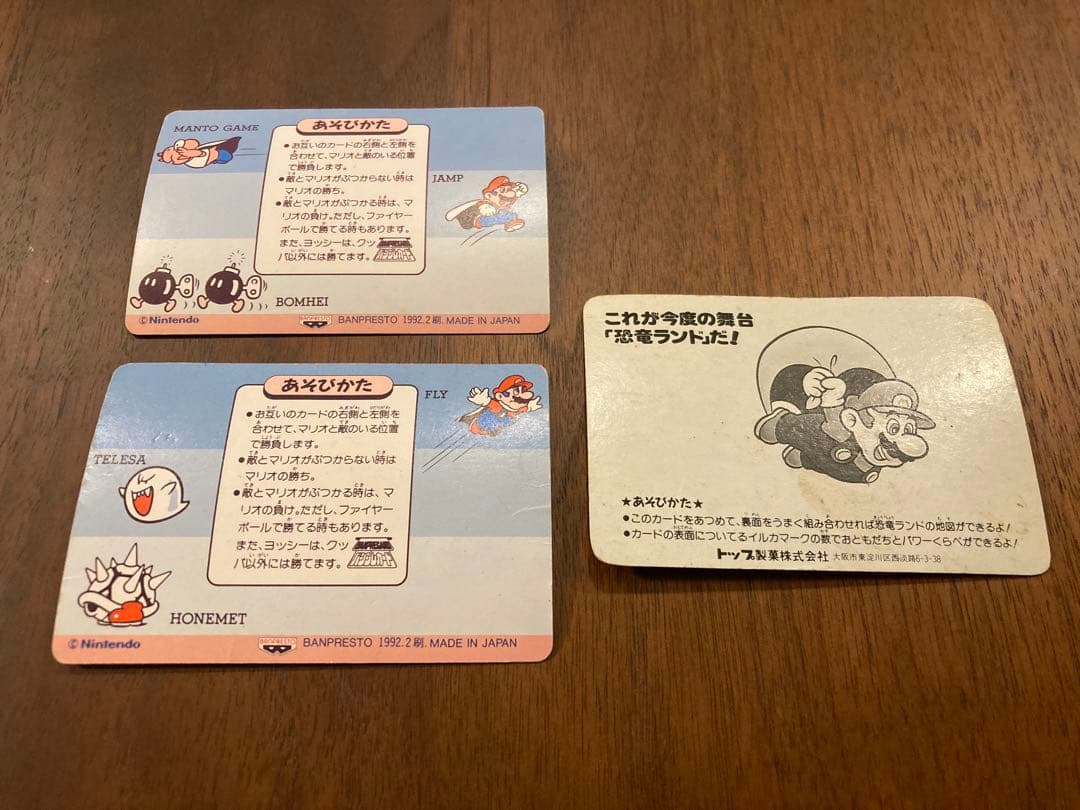 MANTO GAME
あそびかた
●お互いのカードの右側と左側を
合わせて、マリオと敵のいる位置
で勝負します。
●敵とマリオがぶつからない時は
マリオの勝ち。
●敵とマリオがぶつかる時は、マ
リオの負け。ただし、ファイヤー
ボールで勝てる時もあります。
また、ヨッシーは、クッ
パ以外には勝てます。
JAMP
BOMHEI
©Nintendo
BANPRESTO 1992.2刷. MADE IN JAPAN
あそびかた
●お互いのカードの右側と左側を
合わせて、マリオと敵のいる位置
で勝負します。
●敵とマリオがぶつからない時は
マリオの勝ち。
●敵とマリオがぶつかる時は、マ
リオの負け。ただし、ファイヤー
ボールで勝てる時もあります。
また、ヨッシーは、クッ
パ以外には勝てます。
FLY
TELESA
HONEMET
©Nintendo
BANPRESTO
BANPRESTO 1992.2刷. MADE IN JAPAN
これが今度の舞台
「恐竜ランド」だ!
★あそびかた★
●このカードをあつめて、裏面をうまく組み合わせれば恐竜ランドの地図ができるよ!
●カードの表面についてるイルカマークの数でおともだちとパワーくらべができるよ!
トップ製菓株式会社 大阪市東淀川区西淡路6-3-38